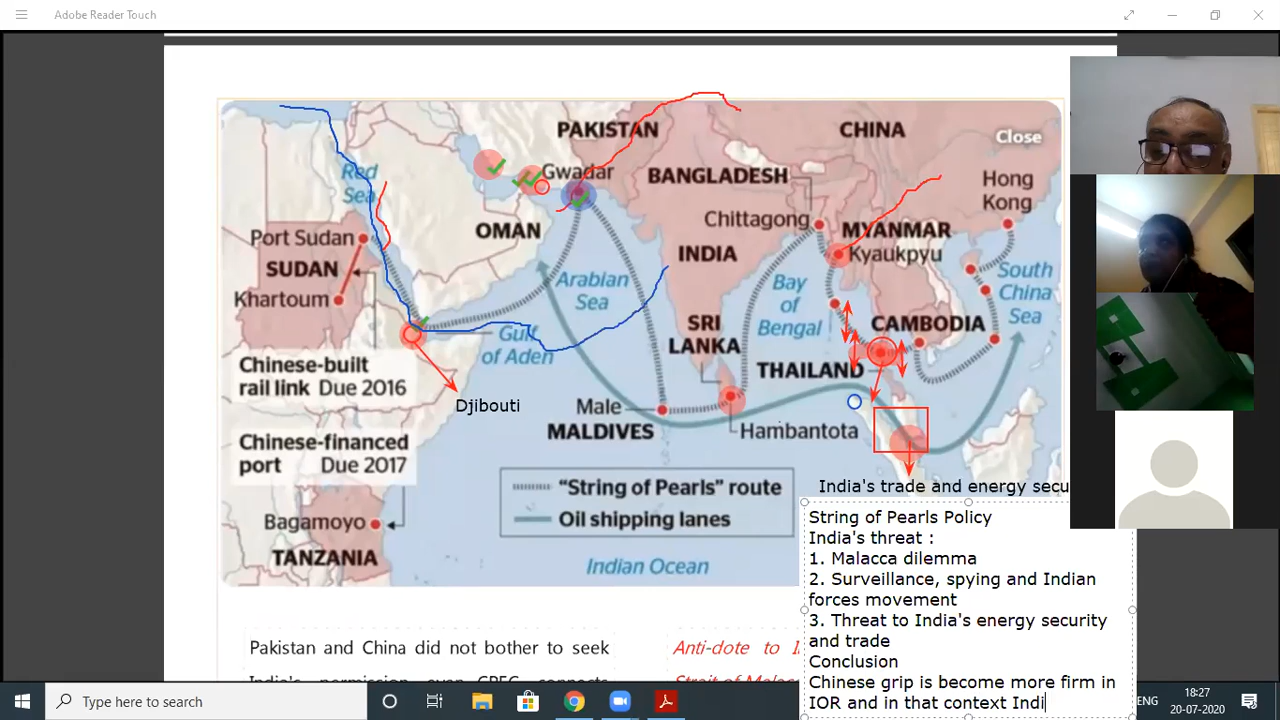 Adobe Reader Touch
PAKISTAN
CHINA
Close
Red
Sea
Gwadar
BANGLADESH
Hong
Kong
Port Sudan
OMAN
Chittagong
MYANMAR
SUDAN
INDIA
Kyaukpyu
Khartoum
Arabian
Sea
Bay
of
Bengal
South
China
Sea
Gulf
of Aden
SRI
LANKA
CAMBODIA
Chinese-built
rail link Due 2016
THAILAND
Djibouti
Male
MALDIVES
Hambantota
Chinese-financed
port Due 2017
"String of Pearls" route
Oil shipping lanes
Bagamoyo
TANZANIA
Indian Ocean
India's trade and energy secu
String of Pearls Policy
India's threat :
1. Malacca dilemma
2. Surveillance, spying and Indian
forces movement
3. Threat to India's energy security
and trade
Conclusion
Chinese grip is become more firm in
IOR and in that context Indi
Pakistan and China did not bother to seek
Anti-dote to
Type here to search
ENG
18:27
20-07-2020